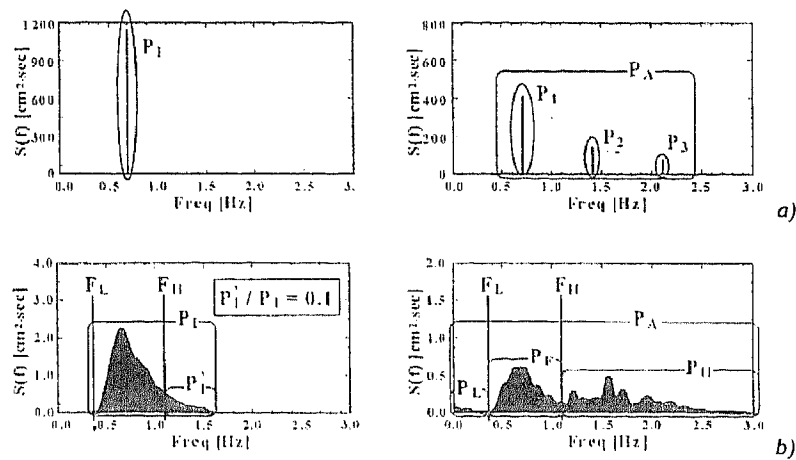 1200
900
600
300
0
S(f) [cm²·sec]
P1
0.0 0.5 1.0 1.5 2.0 2.5 3.0
Freq [Hz]
800
600
400
200
0
S(f) [cm²·sec]
PA
P1
P2
P3
0.0 0.5 1.0 1.5 2.0 2.5 3.0
Freq [Hz]
a)
4.0
3.0
2.0
1.0
0.0
S(f) [cm²·sec]
FL FH
P1' / P1 = 0.1
P1
P1'
0.0 0.5 1.0 1.5 2.0 2.5 3.0
Freq [Hz]
2.0
1.5
1.0
0.5
0.0
S(f) [cm²·sec]
FL FH
PA
PF
PH
PL
0.0 0.5 1.0 1.5 2.0 2.5 3.0
Freq [Hz]
b)